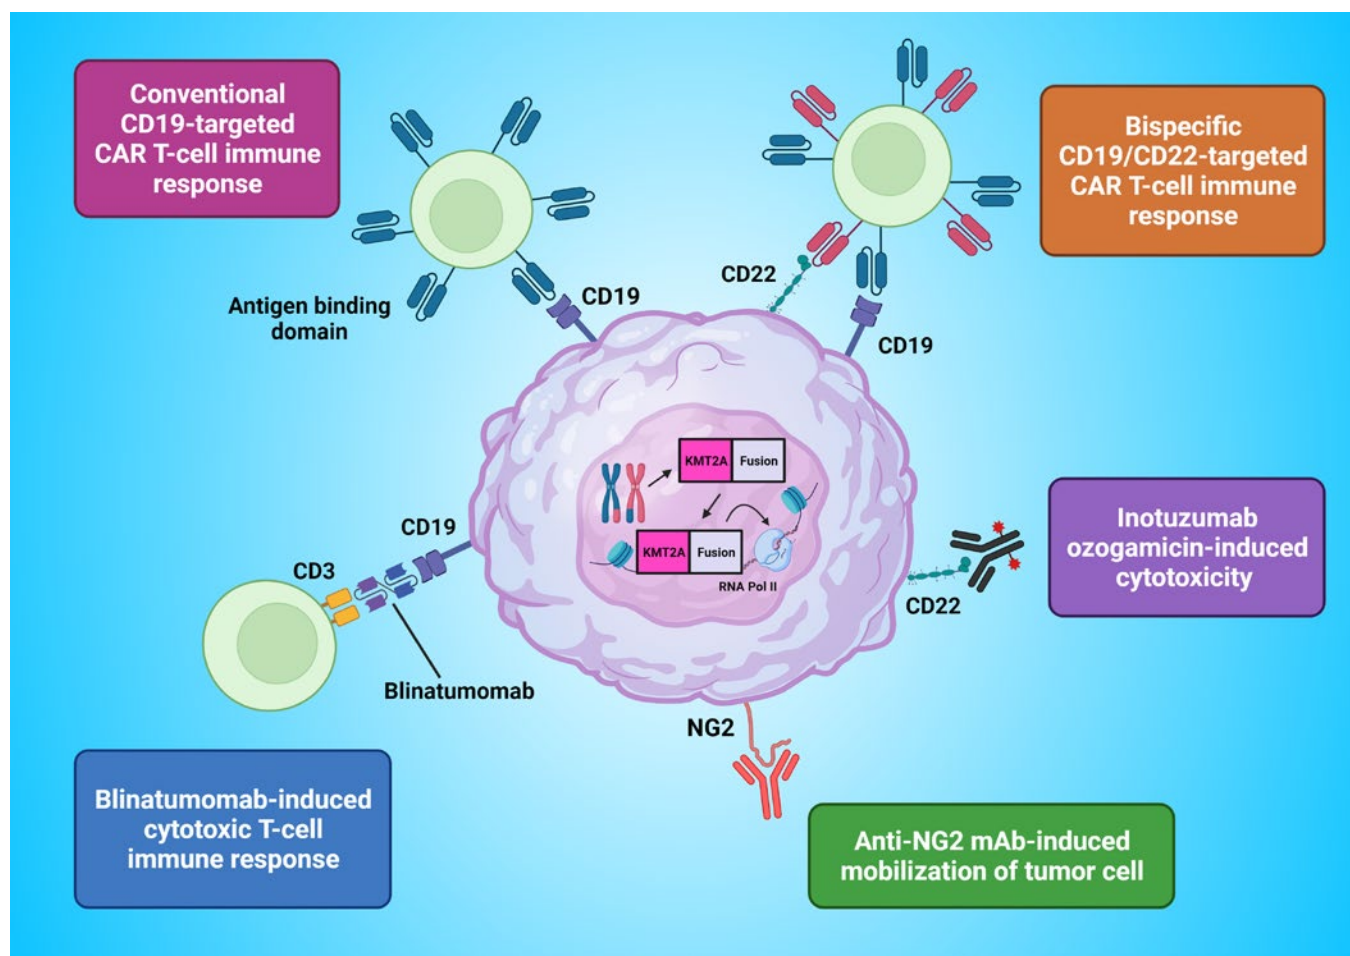 Conventional
CD19-targeted
CAR T-cell immune
response
Bispecific
CD19/CD22-targeted
CAR T-cell immune
response
Antigen binding
domain
CD19
CD22
CD19
KMT2A
Fusion
KMT2A
Fusion
RNA Pol II
CD19
CD3
Blinatumomab
Inotuzumab
ozogamicin-induced
cytotoxicity
CD22
NG2
Blinatumomab-induced
cytotoxic T-cell
immune response
Anti-NG2 mAb-induced
mobilization of tumor cell